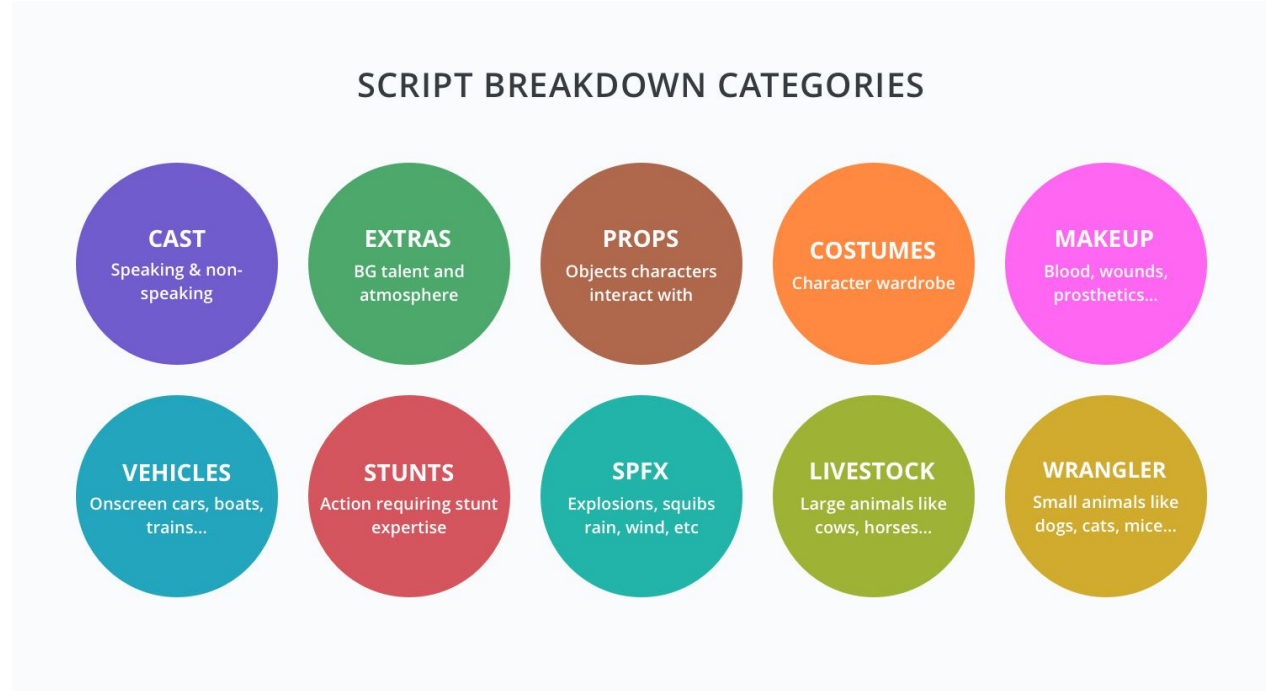 SCRIPT BREAKDOWN CATEGORIES
CAST
Speaking & non-
speaking
EXTRAS
BG talent and
atmosphere
PROPS
Objects characters
interact with
COSTUMES
Character wardrobe
MAKEUP
Blood, wounds,
prosthetics...
VEHICLES
Onscreen cars, boats,
trains...
STUNTS
Action requiring stunt
expertise
SPFX
Explosions, squibs
rain, wind, etc
LIVESTOCK
Large animals like
cows, horses...
WRANGLER
Small animals like
dogs, cats, mice...